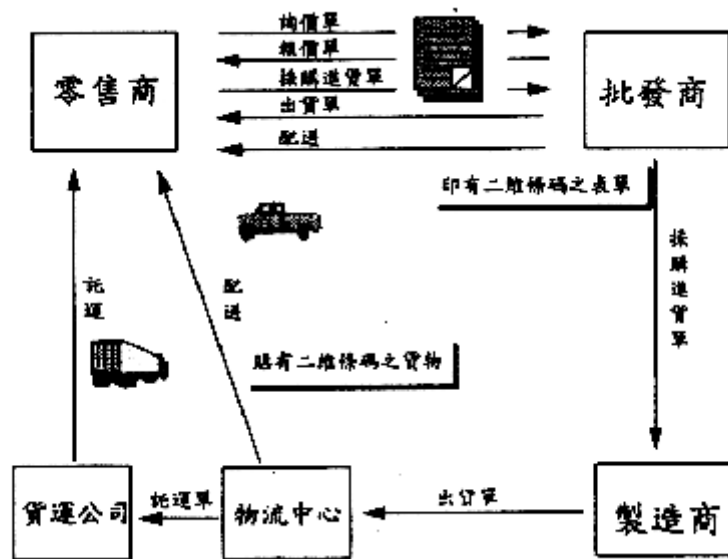 詢價單
報價單
採購進貨單
出貨單
配送
零售商
批發商
印有二維條碼之表單
採購進貨單
託運
配送
貼有二維條碼之貨物
貨運公司
託運單
物流中心
出貨單
製造商